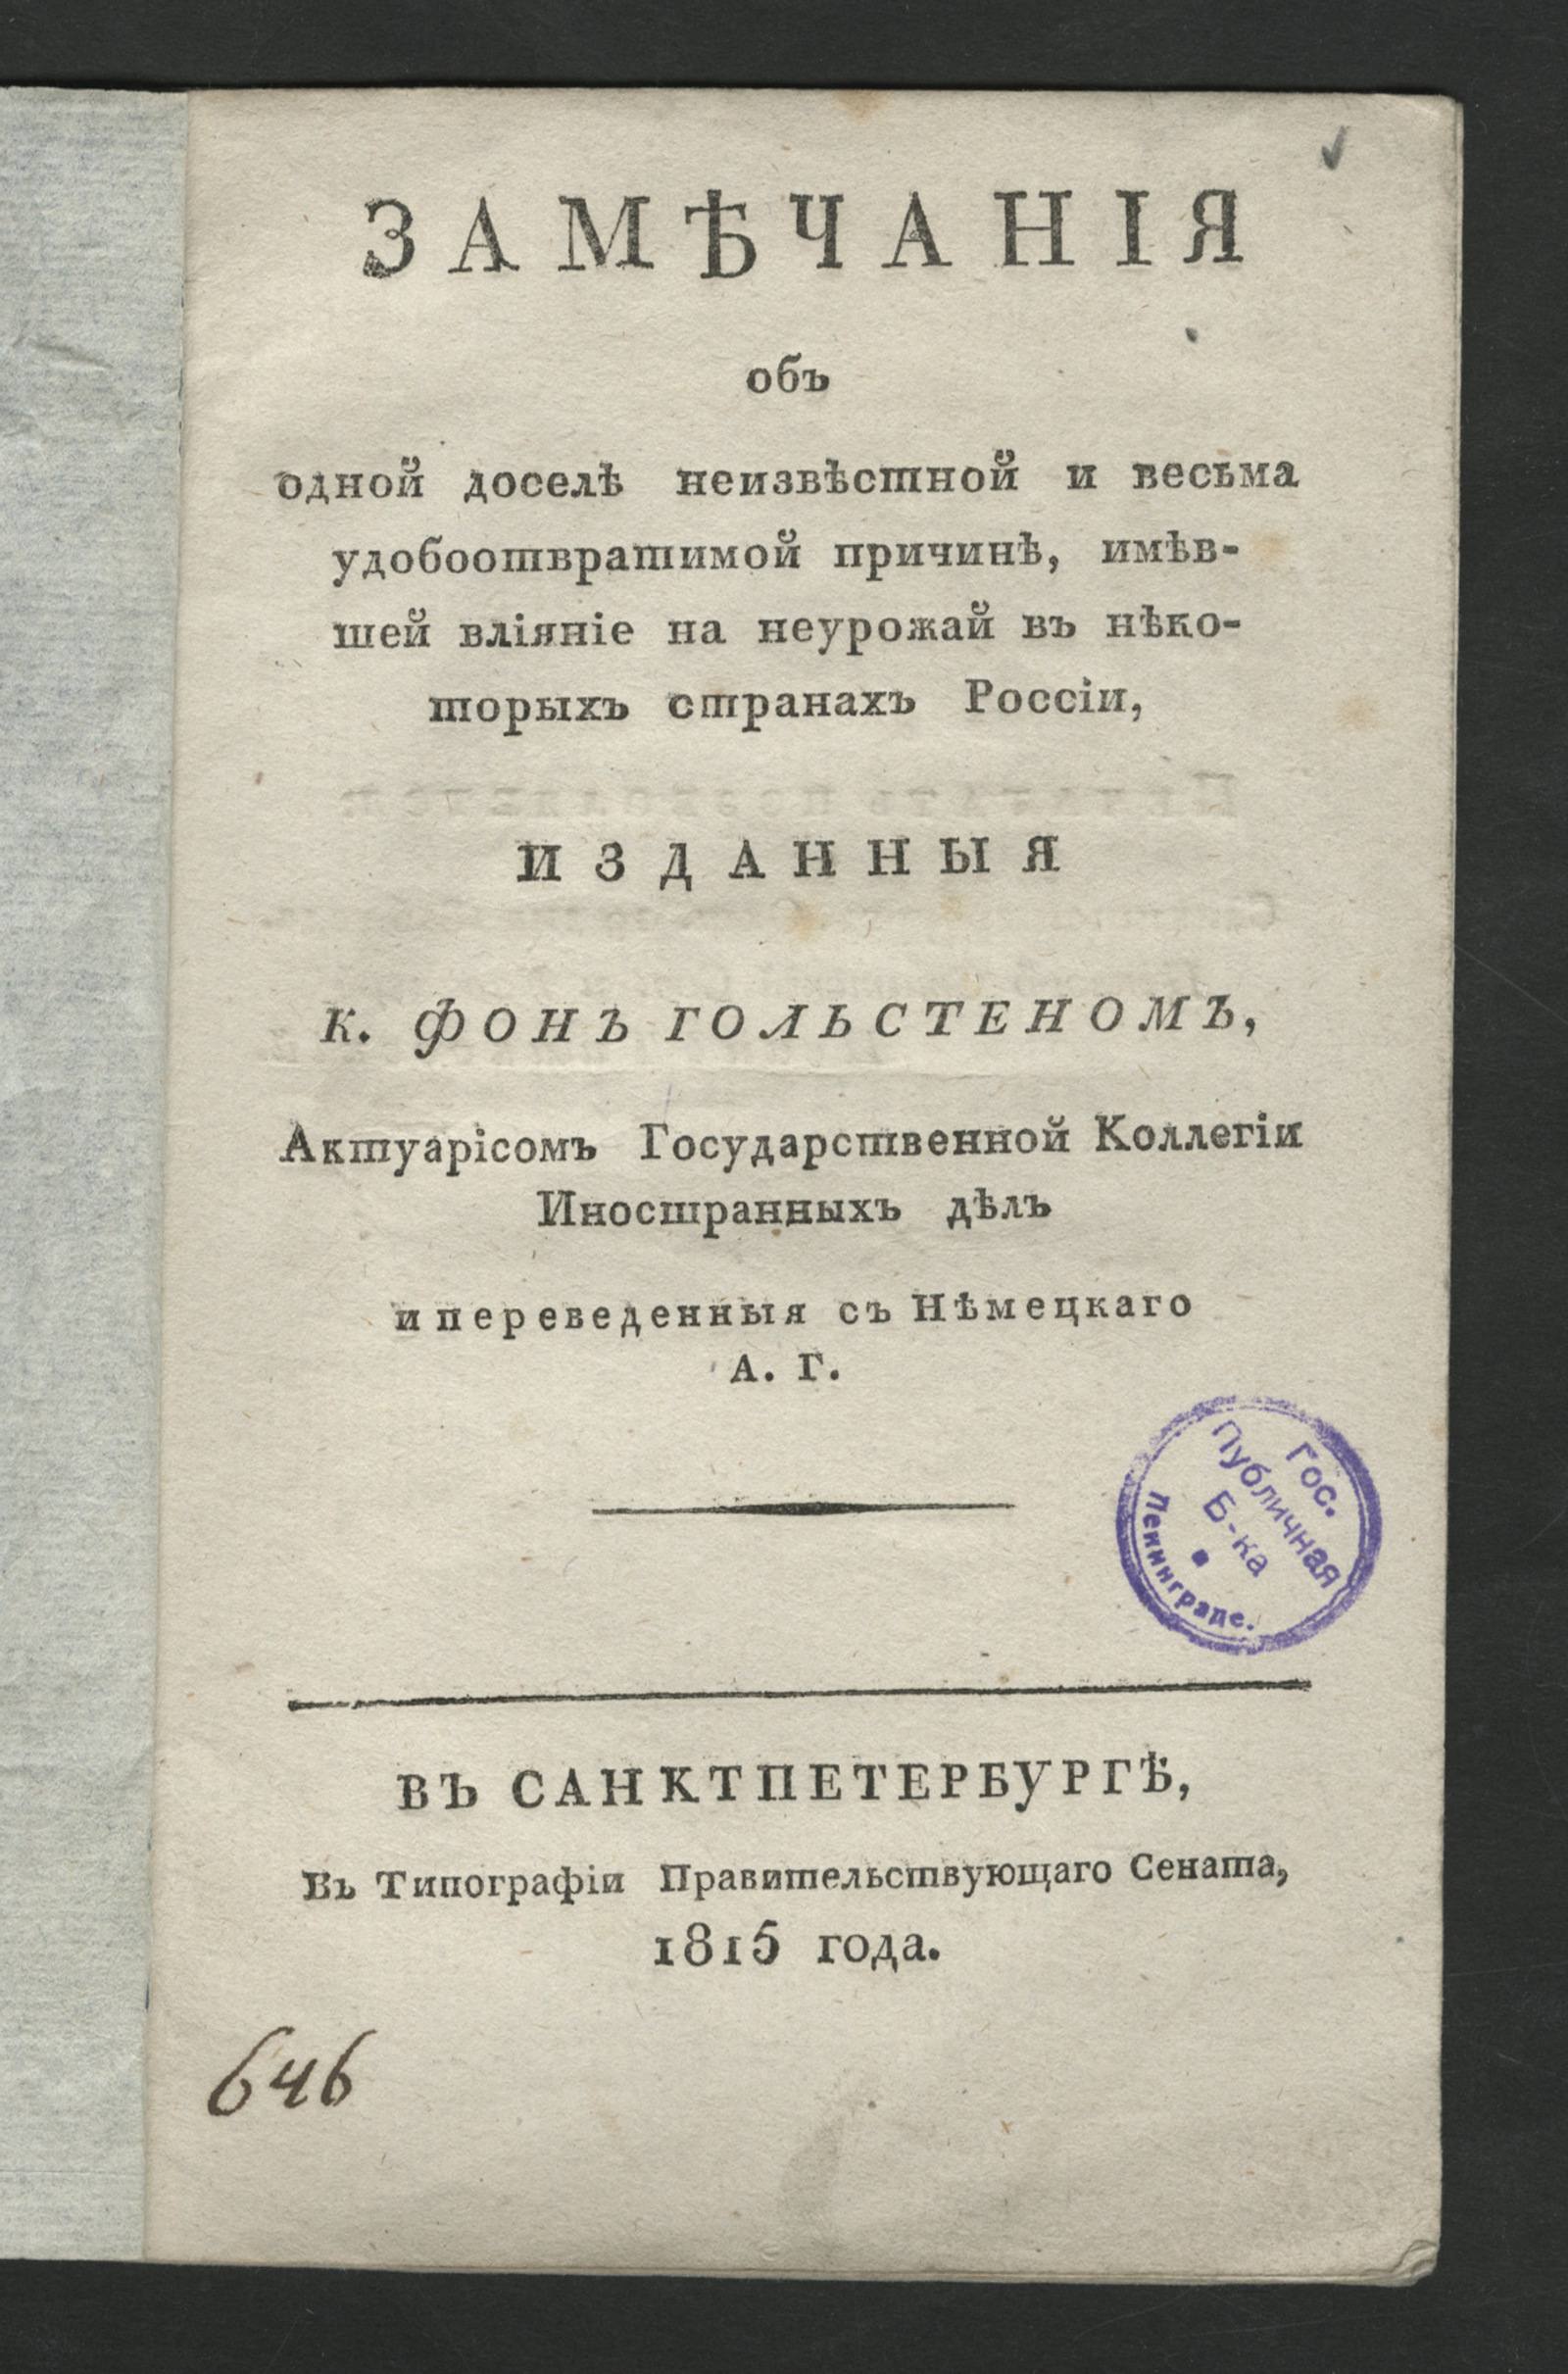 ЗАМѢЧАНІЯ
объ
одной доселѣ неизвѣстной и весьма
удобоотвратимой причинѣ, имѣв-
шей вліяніе на неурожай въ нѣко-
торыхъ странахъ Россіи,
ИЗДАННЫЯ
К. ФОНЪ ГОЛЬСТЕНОМЪ,
Актуарісомъ Государственной Коллегіи
Иностранныхъ дѣлъ
и переведенныя съ Нѣмецкаго
А. Г.
Гос.
Публичная
Б-ка
Ленинграде.
ВЪ САНКТПЕТЕРБУРГѢ,
Въ Типографіи Правительствующаго Сената,
1815 года.
646